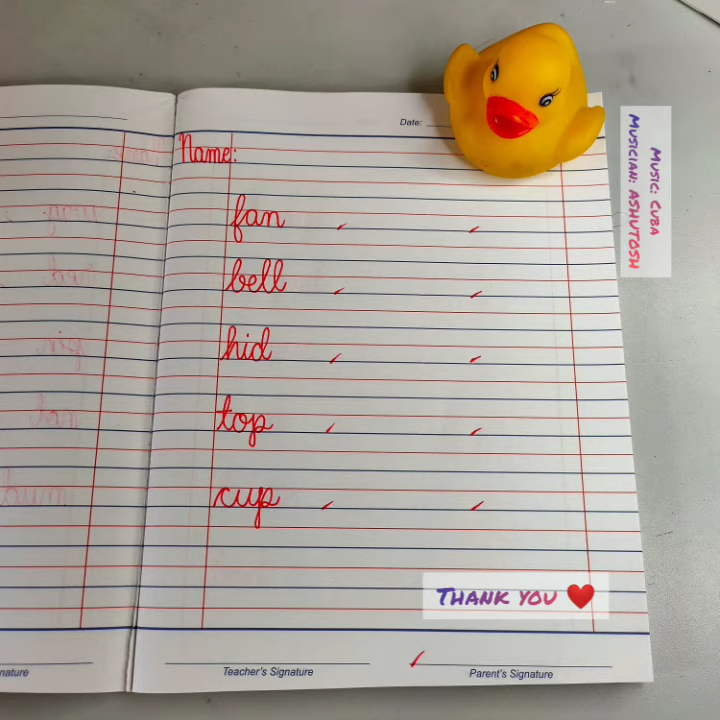 Date:
Name:
fan
bell
hid
top
cup
MUSIC: CUBA
MUSICIAN: ASHUTOSH
THANK YOU ❤️
nature
Teacher's Signature
Parent's Signature